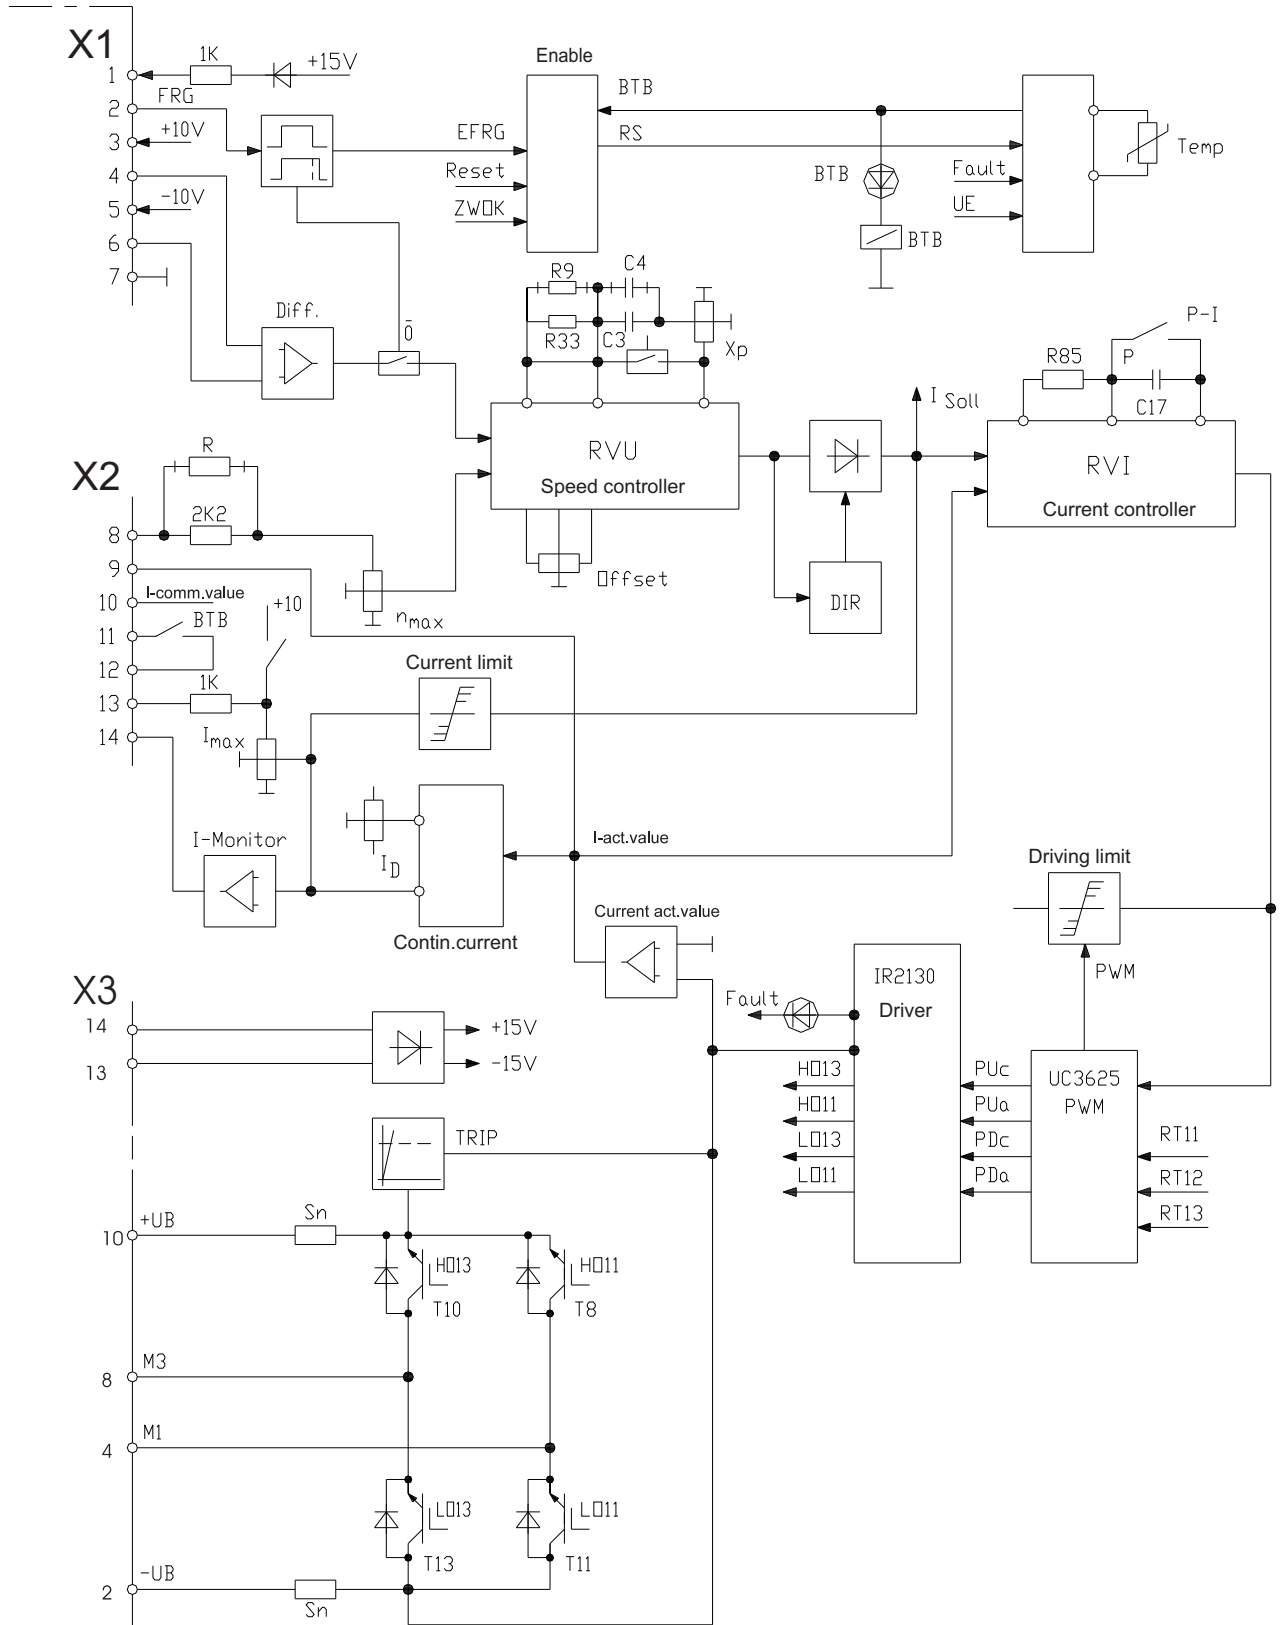 X1
1
1K
+15V
Enable
BTB
2
FRG
3
+10V
EFRG
RS
Temp
4
Reset
BTB
Fault
5
-10V
ZWOK
UE
6
BTB
7
R9
C4
Diff.
0
R33
C3
Xp
P-I
R85
P
C17
I Soll
R
X2
RVU
Speed controller
RVI
Current controller
8
2K2
9
Offset
DIR
10
I-comm.value
+10
n max
11
BTB
12
Current limit
13
1K
14
I max
I-Monitor
I D
I-act.value
Driving limit
Current act.value
Contin.current
PWM
X3
IR2130
Driver
Fault
14
+15V
13
-15V
HO13
PUc
UC3625
PWM
HO11
PUa
TRIP
LO13
PDc
RT11
LO11
PDa
RT12
RT13
10
+UB
Sn
HO13
HO11
T10
T8
8
M3
4
M1
LO13
LO11
T13
T11
2
-UB
Sn